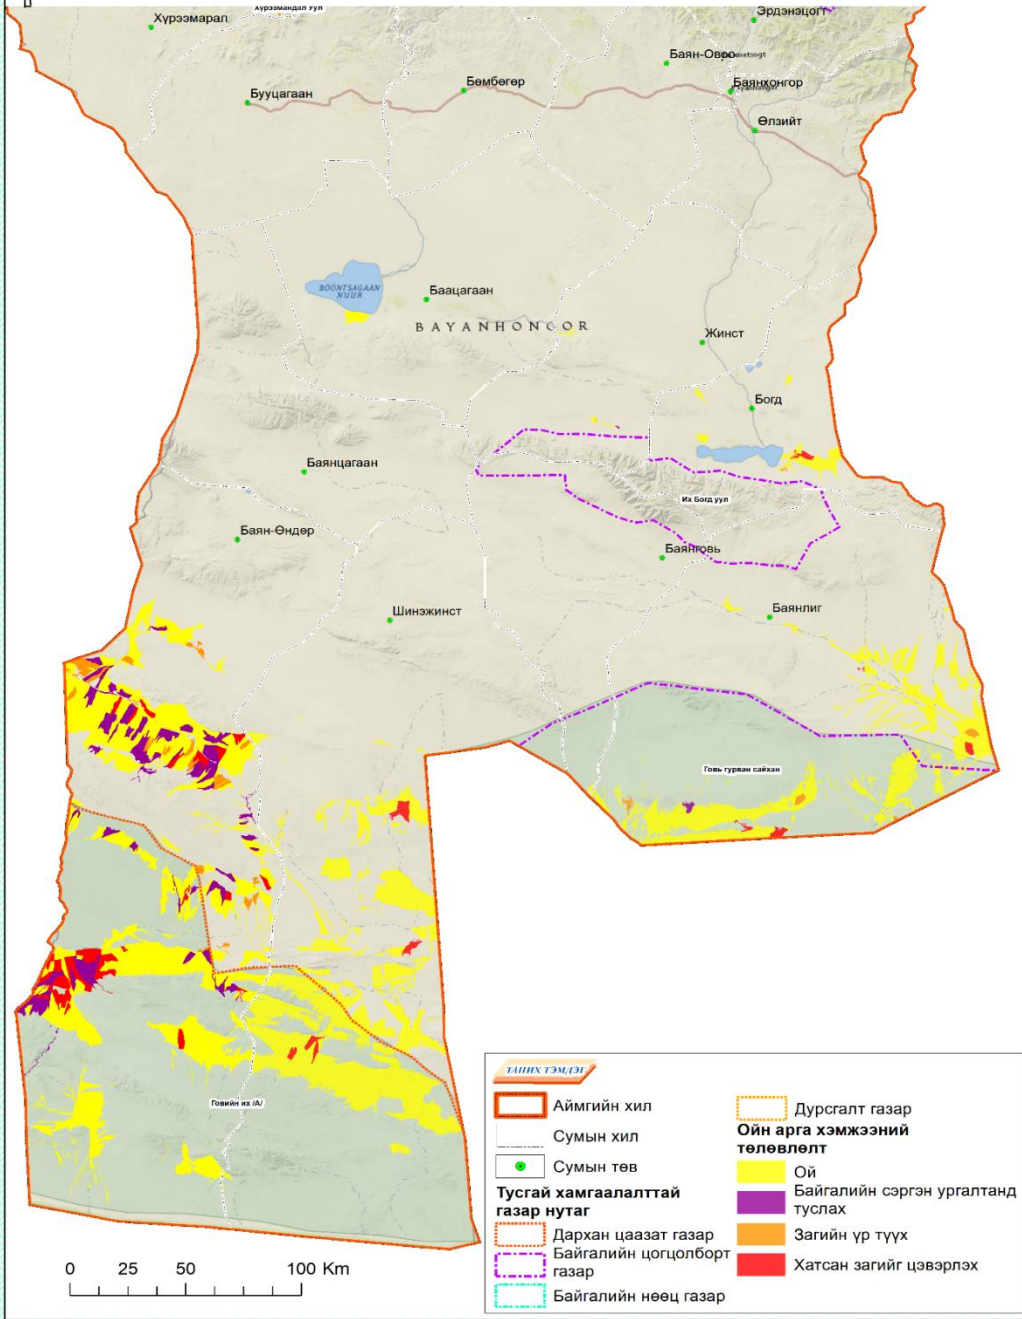 Хүрээмандал Уул
Эрдэнэцогт
Хүрээмарал
Баян-Овоо
Баянхонгор
Бууцагаан
Бөмбөгөр
Өлзийт
BOONTSAGAAN
NUUR
Баацагаан
BAYANHONGOR
Жинст
Богд
Баянцагаан
Их Богд уул
Баян-Өндөр
Баянговь
Шинэжинст
Баянлиг
Говь гурван сайхан
Говийн их /А/
ТАНИХ ТЭМДЭГ
Аймгийн хил
Сумын хил
Сумын төв
Тусгай хамгаалалттай
газар нутаг
Дархан цаазат газар
Байгалийн цогцолборт
газар
Байгалийн нөөц газар
Дурсгалт газар
Ойн арга хэмжээний
төлөвлөлт
Ой
Байгалийн сэргэн ургалтанд
туслах
Загийн үр түүх
Хатсан загийг цэвэрлэх
0 25 50 100 Km